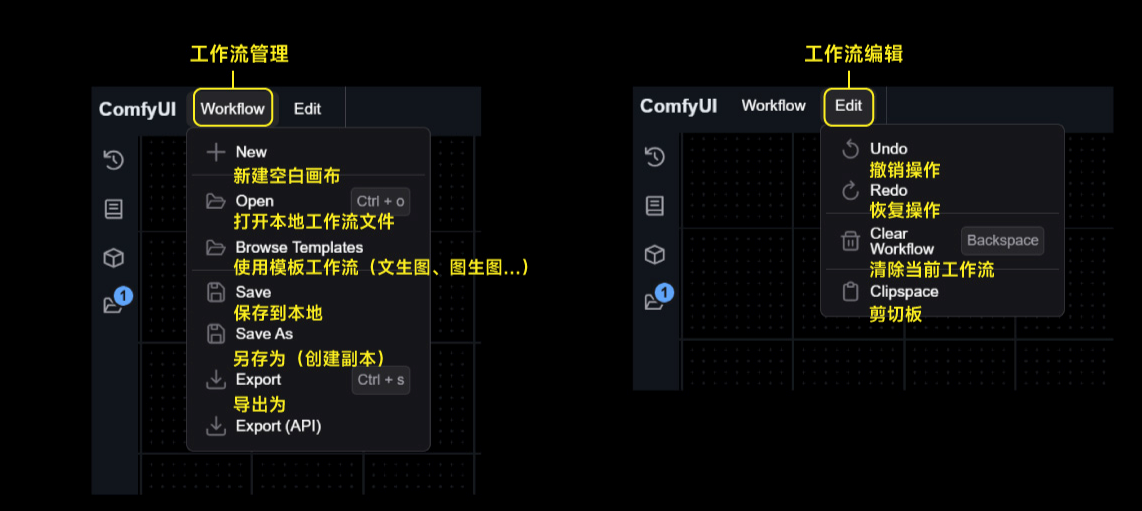 工作流管理
ComfyUI Workflow Edit
New
新建空白画布
Open Ctrl + o
打开本地工作流文件
Browse Templates
使用模板工作流（文生图、图生图...）
Save
保存到本地
Save As
另存为（创建副本）
Export Ctrl + s
导出为
Export (API)
1
工作流编辑
ComfyUI Workflow Edit
Undo
撤销操作
Redo
恢复操作
Clear
Workflow Backspace
清除当前工作流
Clipspace
剪切板
1